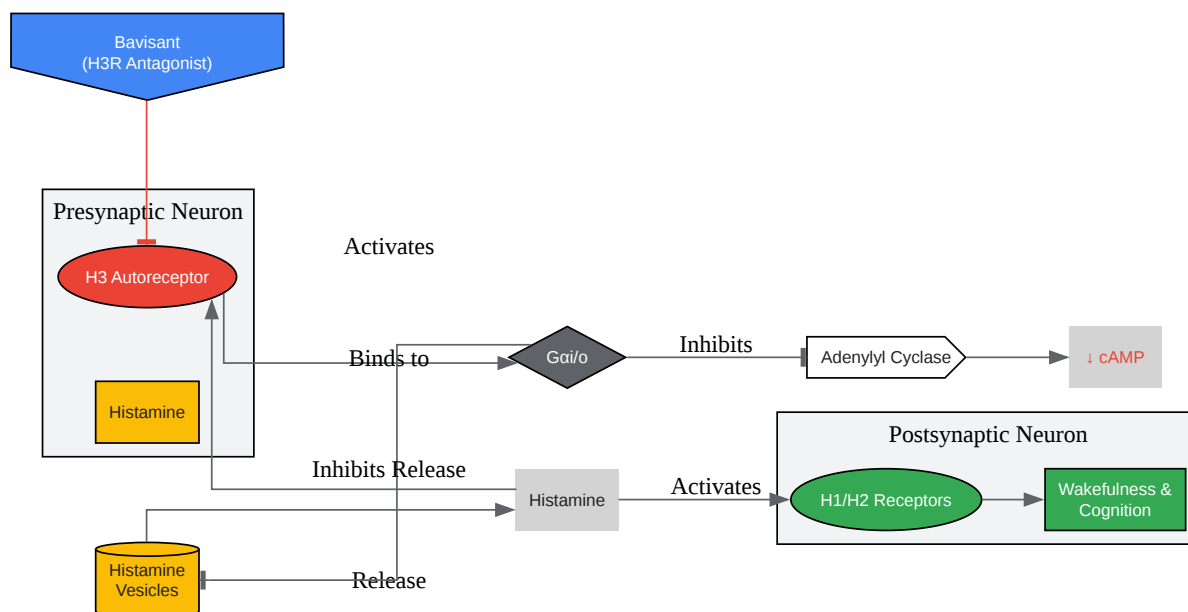 Bavisant
(H3R Antagonist)
Presynaptic Neuron
Activates
H3 Autoreceptor
Binds to
Gαi/o
Inhibits
Adenylyl Cyclase
↓ cAMP
Histamine
Postsynaptic Neuron
Inhibits Release
Histamine
Activates
H1/H2 Receptors
Wakefulness &
Cognition
Histamine
Vesicles
Release